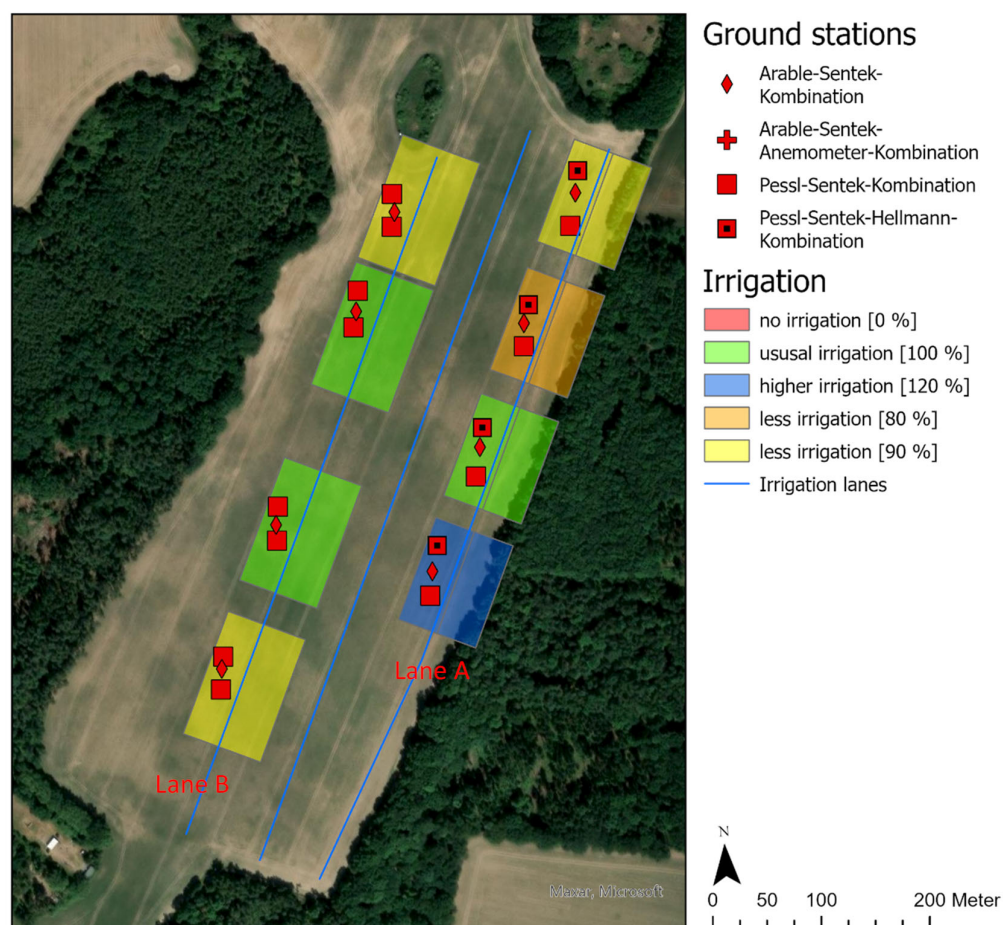 Ground stations
Arable-Sentek-
Kombination
Arable-Sentek-
Anemometer-Kombination
Pessl-Sentek-Kombination
Pessl-Sentek-Hellmann-
Kombination
Irrigation
no irrigation [0 %]
ususal irrigation [100 %]
higher irrigation [120 %]
less irrigation [80 %]
less irrigation [90 %]
Irrigation lanes
Lane A
Lane B
Maxar, Microsoft
N
0 50 100 200 Meter